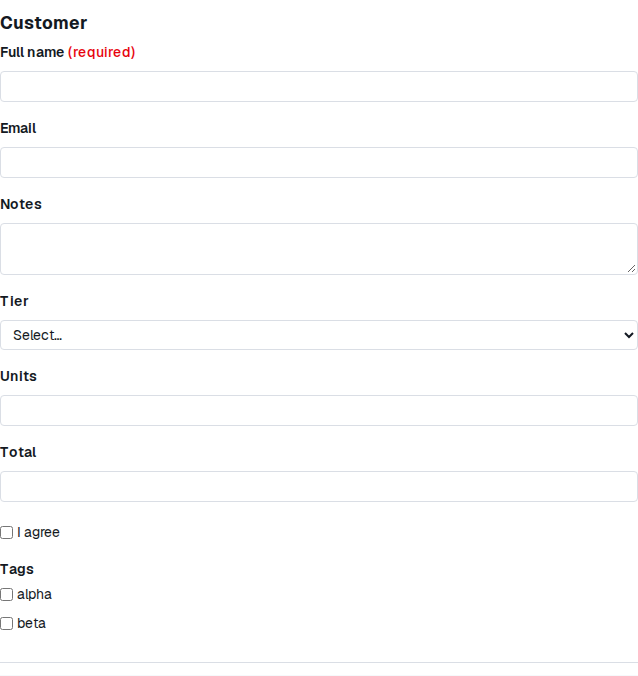 Customer
Full name (required)
Email
Notes
Tier
Select...
Units
Total
I agree
Tags
alpha
beta